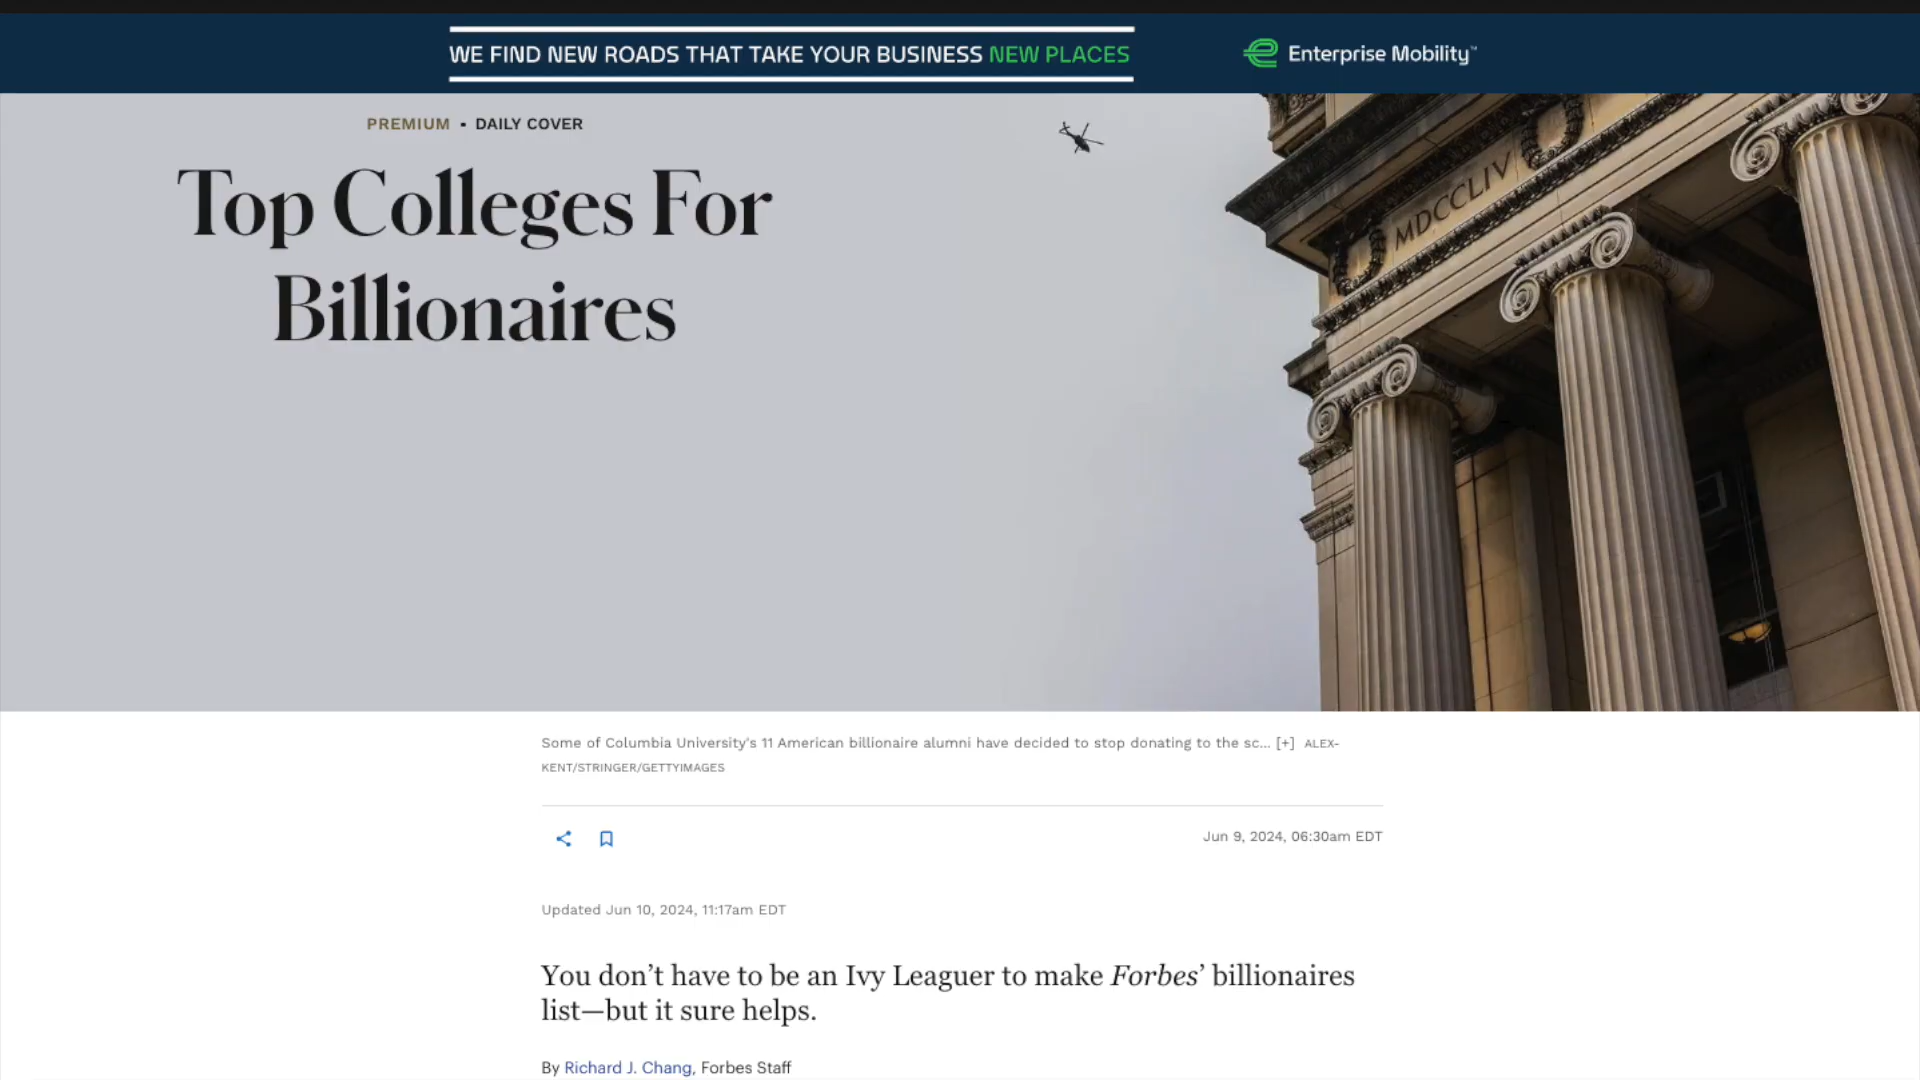 WE FIND NEW ROADS THAT TAKE YOUR BUSINESS NEW PLACES
Enterprise Mobility™
PREMIUM • DAILY COVER
Top Colleges For
Billionaires
MDCCLIV
Some of Columbia University's 11 American billionaire alumni have decided to stop donating to the sc... [+] ALEX-
KENT/STRINGER/GETTYIMAGES
Jun 9, 2024, 06:30am EDT
Updated Jun 10, 2024, 11:17am EDT
You don’t have to be an Ivy Leaguer to make Forbes’ billionaires
list—but it sure helps.
By Richard J. Chang, Forbes Staff